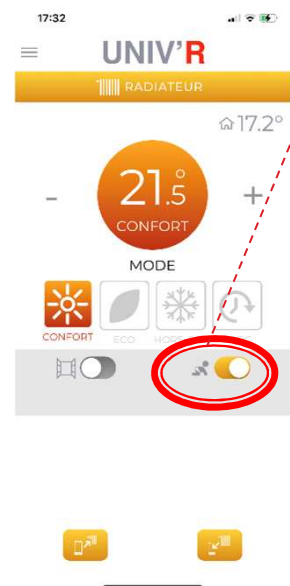 17:32
UNIV'R
RADIATEUR
17.2°
- 21.5° +
CONFORT
MODE
CONFORT ECO